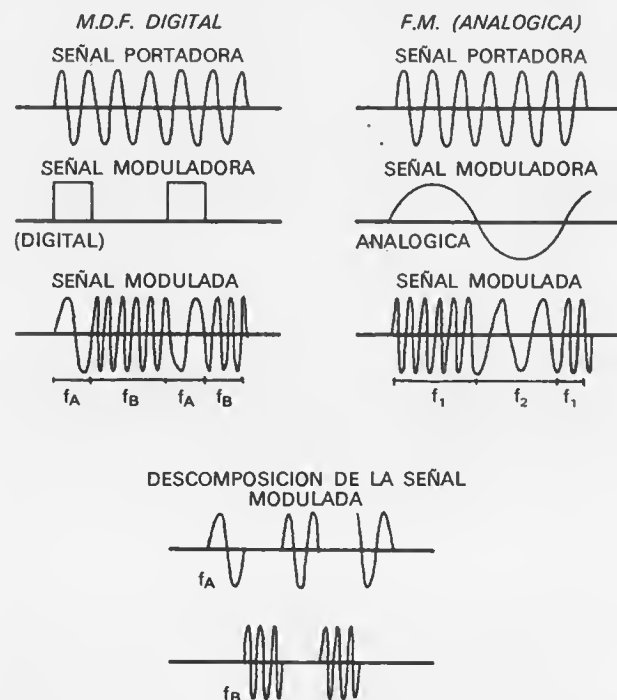 M.D.F. DIGITAL
SEÑAL PORTADORA
SEÑAL MODULADORA
(DIGITAL)
SEÑAL MODULADA
fA fB fA fB
F.M. (ANALOGICA)
SEÑAL PORTADORA
SEÑAL MODULADORA
ANALOGICA
SEÑAL MODULADA
f1 f2 f1
DESCOMPOSICION DE LA SEÑAL
MODULADA
fA
fB